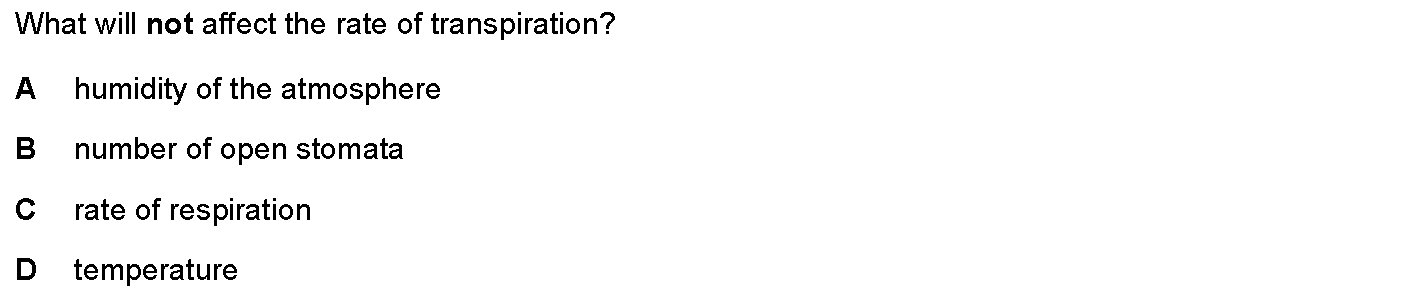 What will not affect the rate of transpiration?
A humidity of the atmosphere
B number of open stomata
C rate of respiration
D temperature